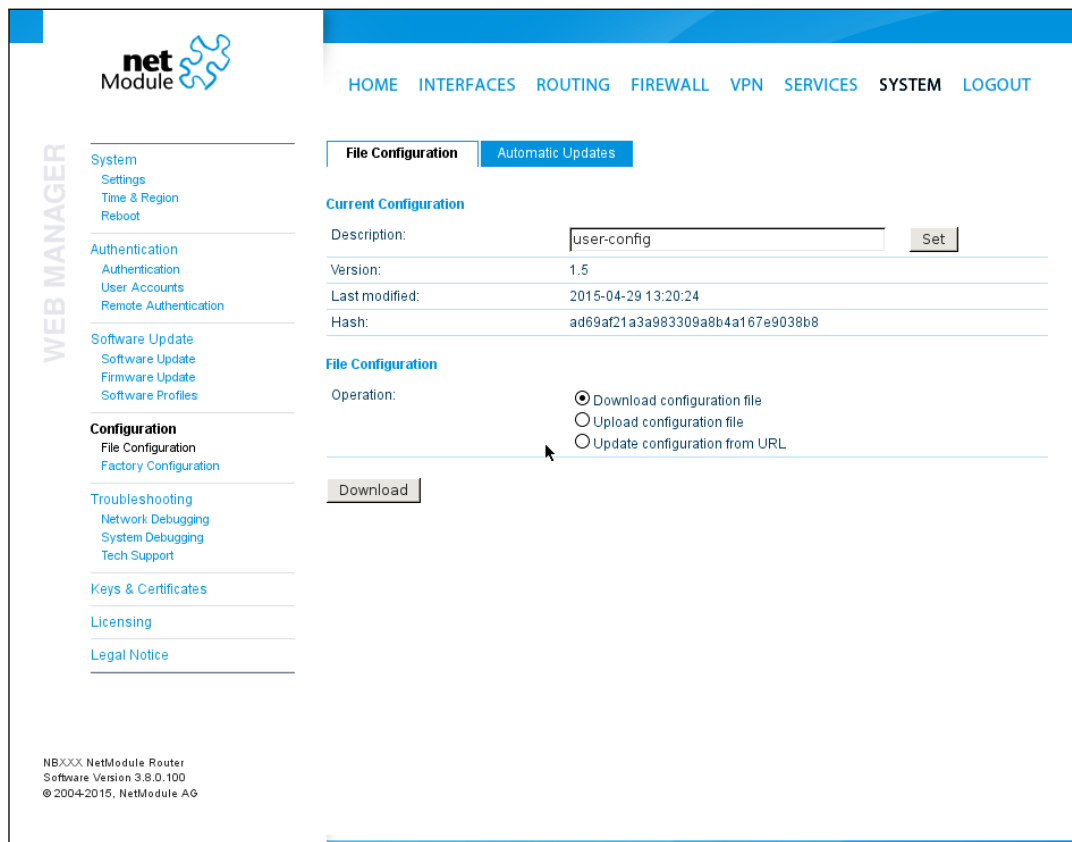 net
Module
HOME INTERFACES ROUTING FIREWALL VPN SERVICES SYSTEM LOGOUT
WEB MANAGER
System
Settings
Time & Region
Reboot
Authentication
Authentication
User Accounts
Remote Authentication
Software Update
Software Update
Firmware Update
Software Profiles
Configuration
File Configuration
Factory Configuration
Troubleshooting
Network Debugging
System Debugging
Tech Support
Keys & Certificates
Licensing
Legal Notice
File Configuration Automatic Updates
Current Configuration
Description: user-config Set
Version: 1.5
Last modified: 2015-04-29 13:20:24
Hash: ad69af21a3a983309a8b4a167e9038b8
File Configuration
Operation: Download configuration file
Upload configuration file
Update configuration from URL
Download
NBXXX NetModule Router
Software Version 3.8.0.100
© 2004-2015, NetModule AG